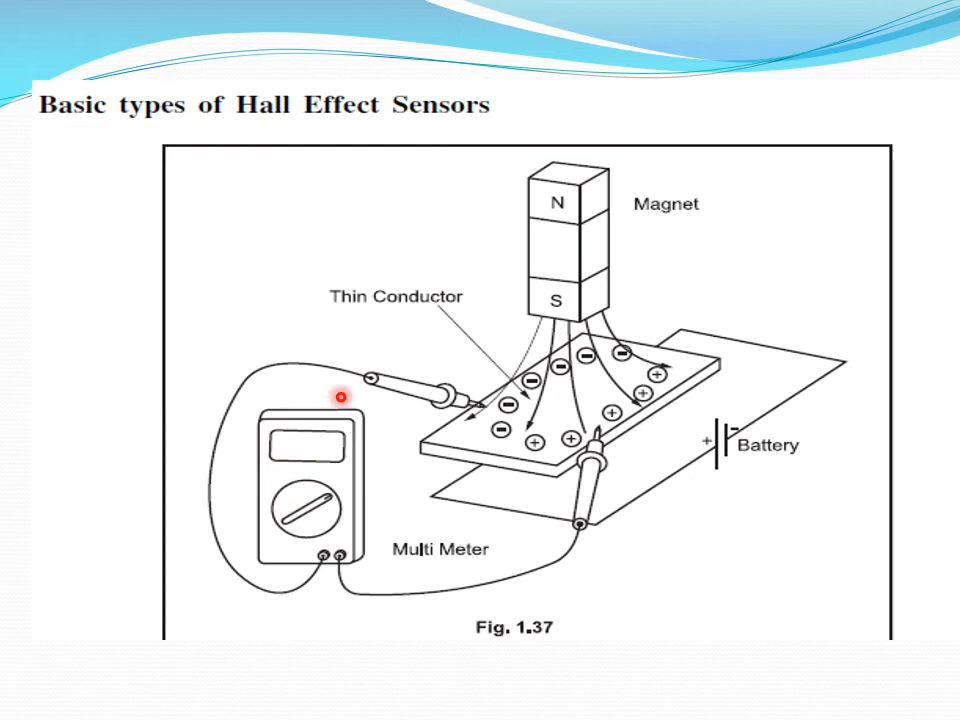 Basic types of Hall Effect Sensors
N
Magnet
Thin Conductor
S
+
-
Battery
Multi Meter
Fig. 1.37